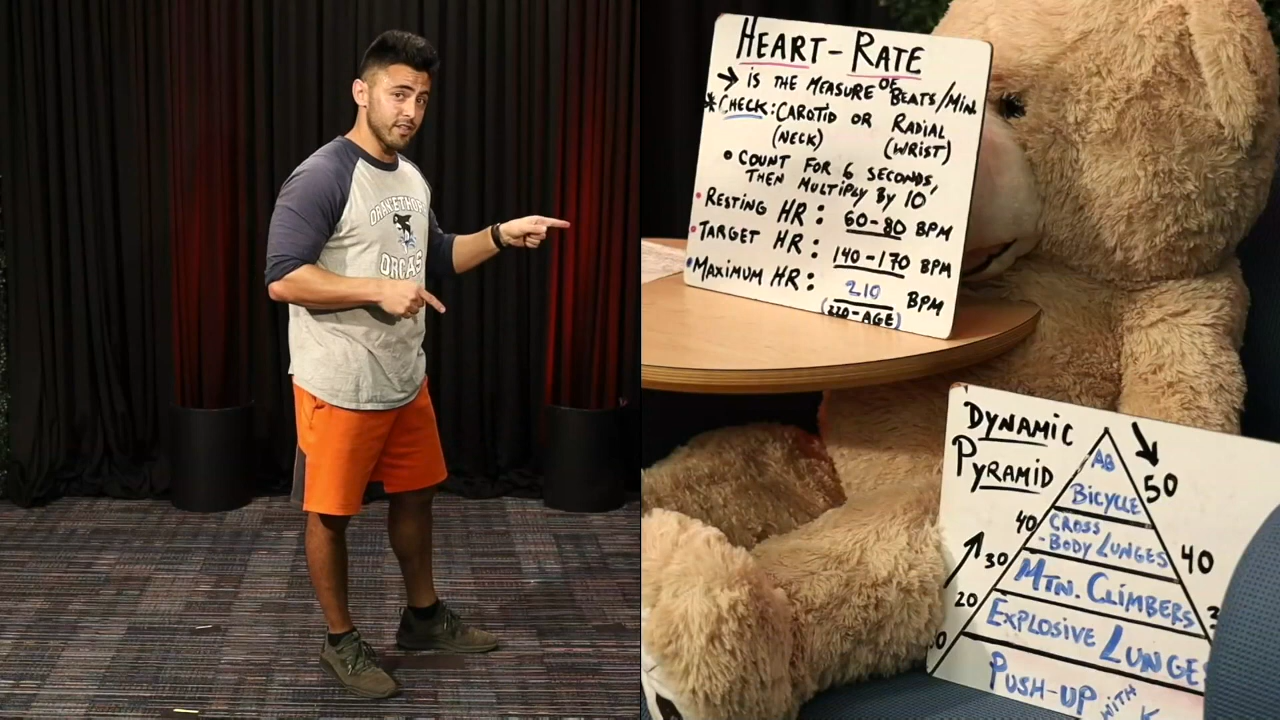 ORANGETHORPE
ORCAS
HEART-RATE
→ IS THE MEASURE OF BEATS/MIN.
*CHECK: CAROTID OR RADIAL
(NECK) (WRIST)
• COUNT FOR 6 SECONDS,
THEN MULTIPLY BY 10
• RESTING HR: 60-80 BPM
• TARGET HR: 140-170 BPM
• MAXIMUM HR: 210 BPM
(220-AGE)
DYNAMIC
PYRAMID
AB
BICYCLE 50
40 CROSS
-BODY LUNGES 40
30 MTN. CLIMBERS
20 EXPLOSIVE LUNGE
PUSH-UP WITH